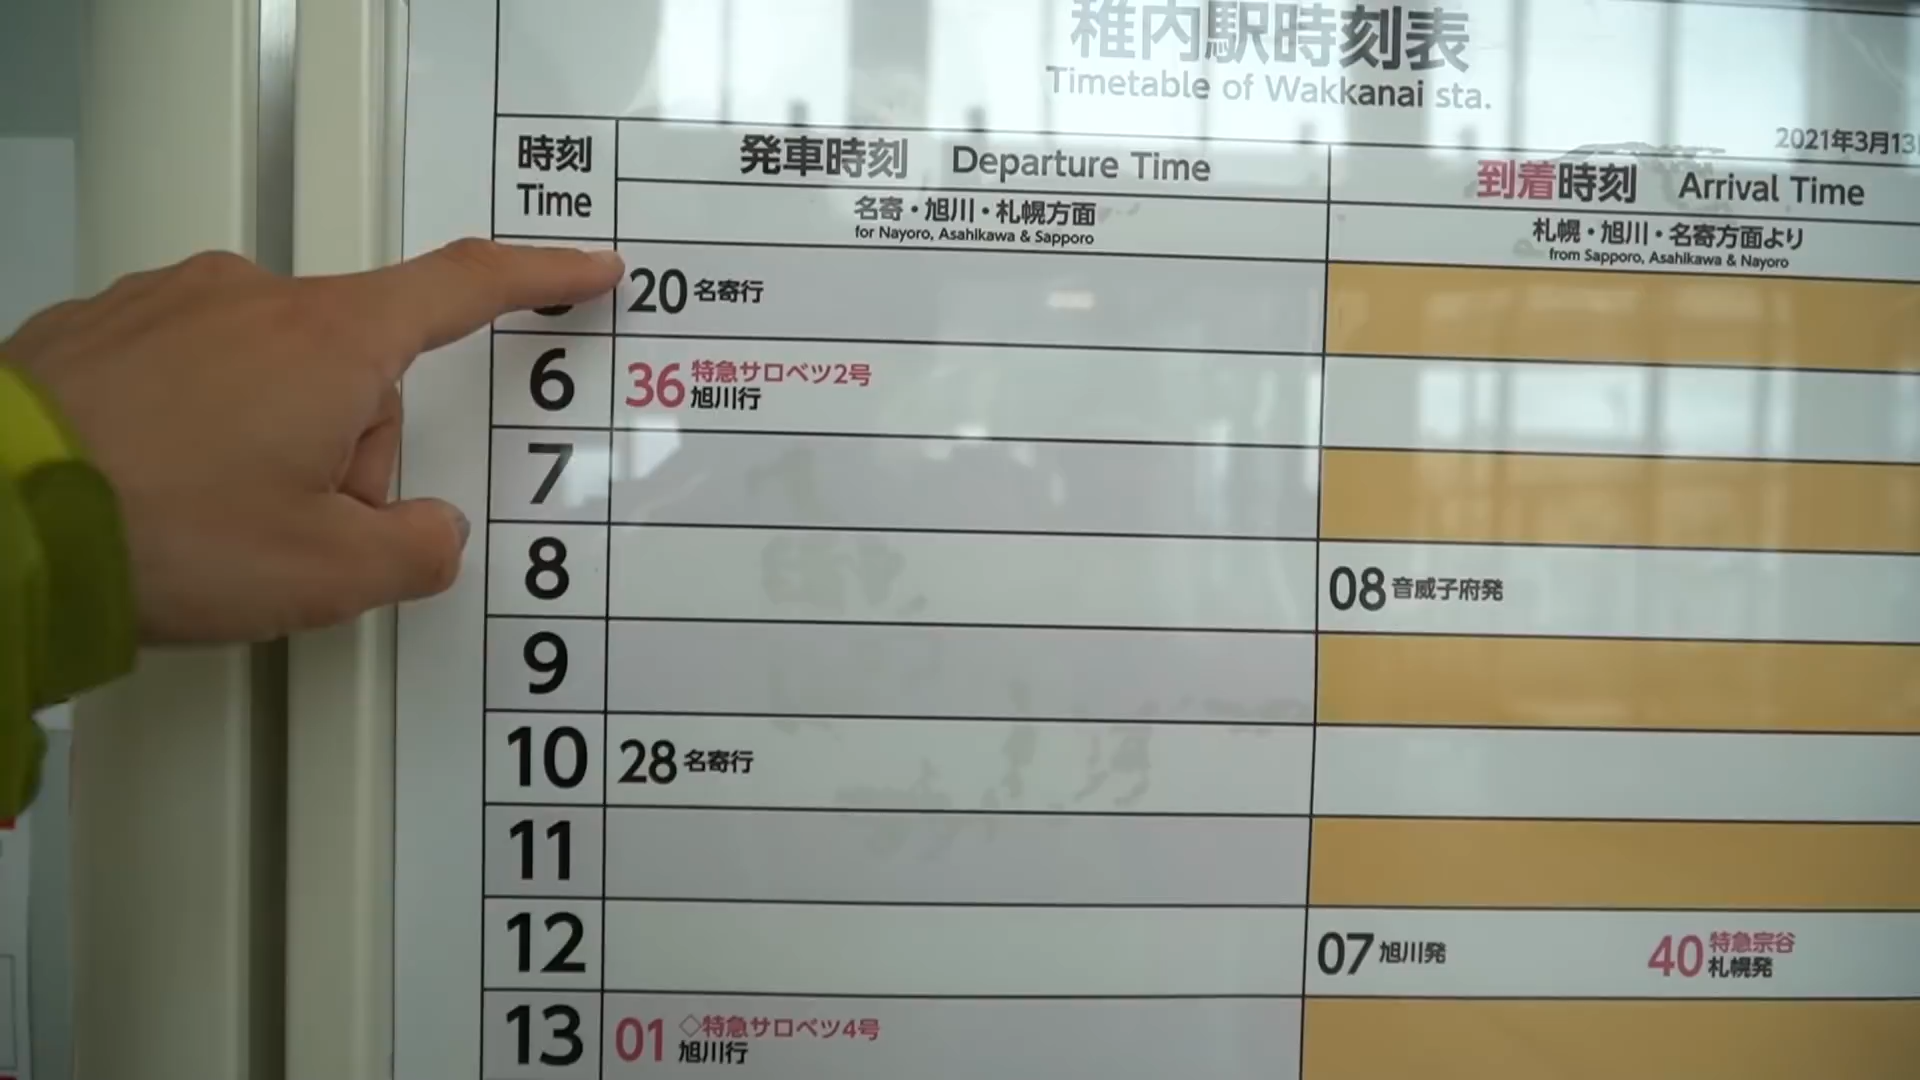 稚内駅時刻表
Timetable of Wakkanai sta.
2021年3月13
時刻
Time
発車時刻 Departure Time
到着時刻 Arrival Time
名寄・旭川・札幌方面
for Nayoro, Asahikawa & Sapporo
札幌・旭川・名寄方面より
from Sapporo, Asahikawa & Nayoro
20 名寄行
6 36 特急サロベツ2号
旭川行
7
8 08 音威子府発
9
10 28 名寄行
11
12 07 旭川発 40 特急宗谷
札幌発
13 01 ◇特急サロベツ4号
旭川行